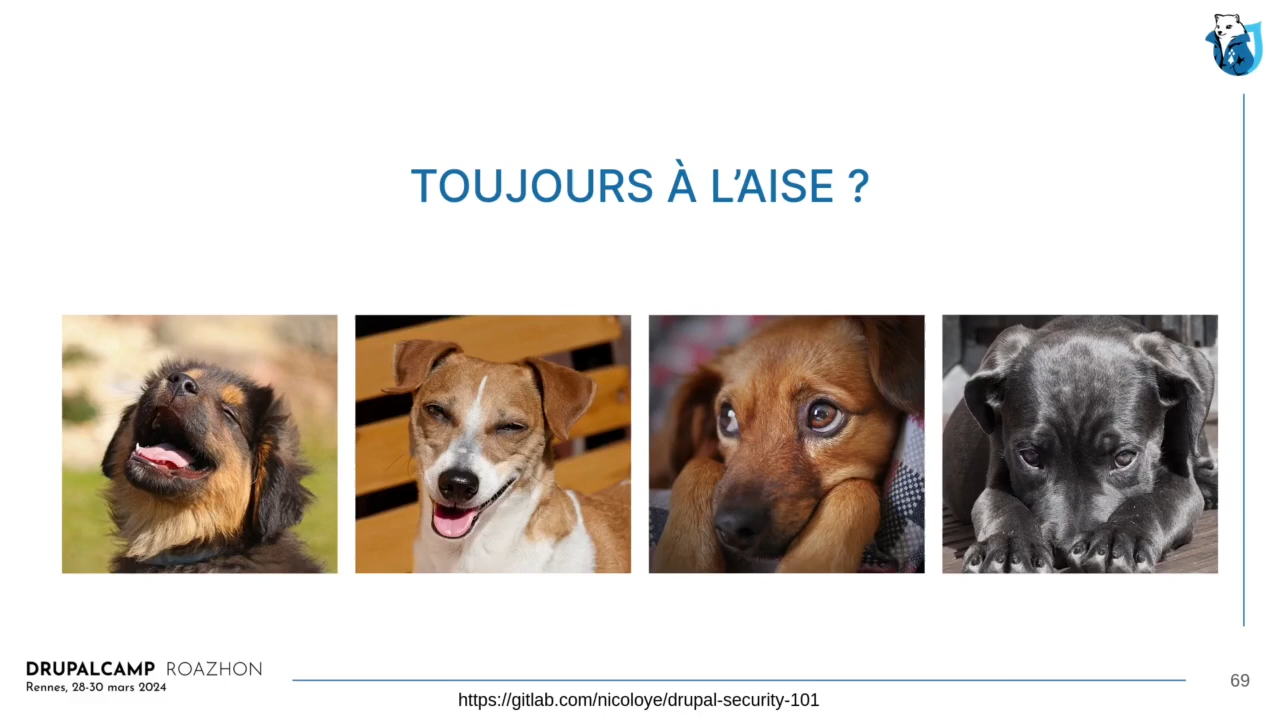 TOUJOURS À L’AISE ?
DRUPALCAMP ROAZHON
Rennes, 28-30 mars 2024
https://gitlab.com/nicoloye/drupal-security-101
69